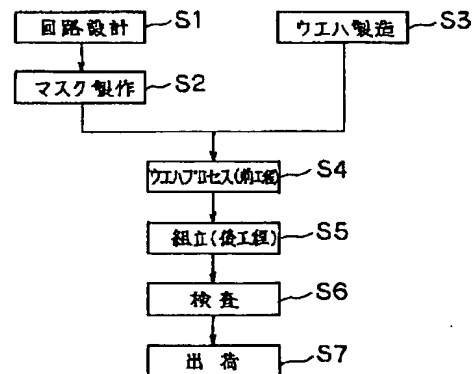 回路設計 S1
ウエハ製造 S3
マスク製作 S2
ウエハプロセス(前工程) S4
組立(後工程) S5
検査 S6
出荷 S7